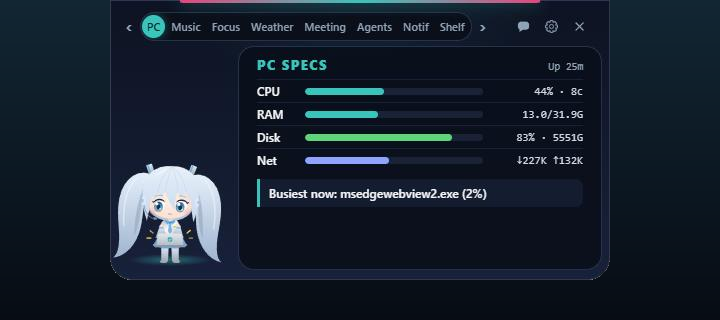 ‹ PC Music Focus Weather Meeting Agents Notif Shelf ›
PC SPECS Up 25m
CPU 44% · 8c
RAM 13.0/31.9G
Disk 83% · 5551G
Net ↓227K ↑132K
Busiest now: msedgewebview2.exe (2%)